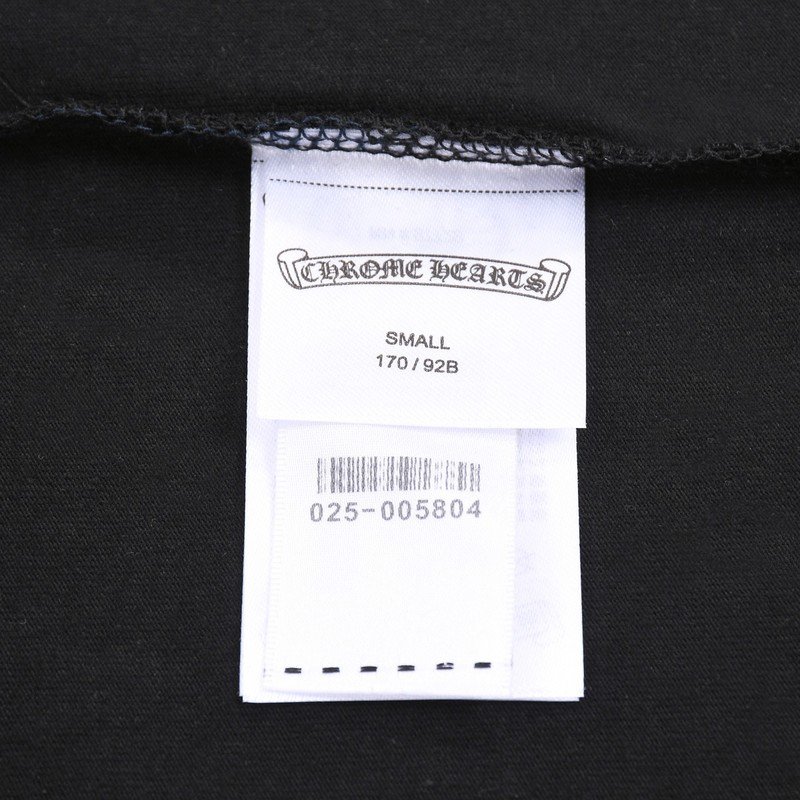 CHROME HEARTS
SMALL
170 / 92B
025-005804